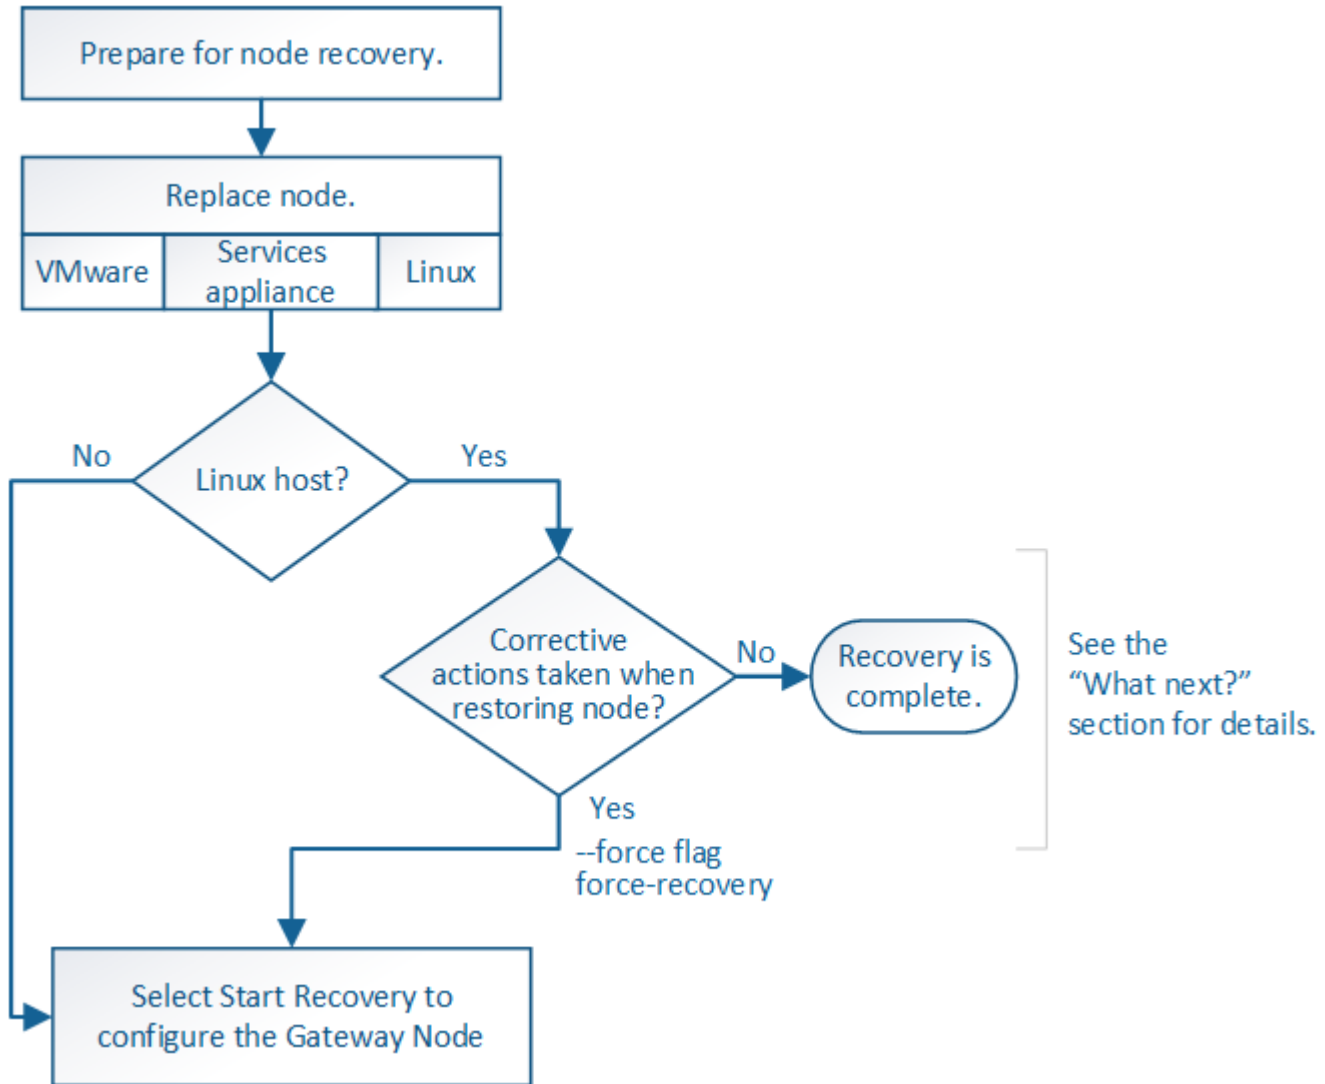 Prepare for node recovery.
Replace node.
VMware
Services
appliance
Linux
Linux host?
No
Yes
Corrective
actions taken when
restoring node?
No
Recovery is
complete.
See the
“What next?”
section for details.
Yes
--force flag
force-recovery
Select Start Recovery to
configure the Gateway Node